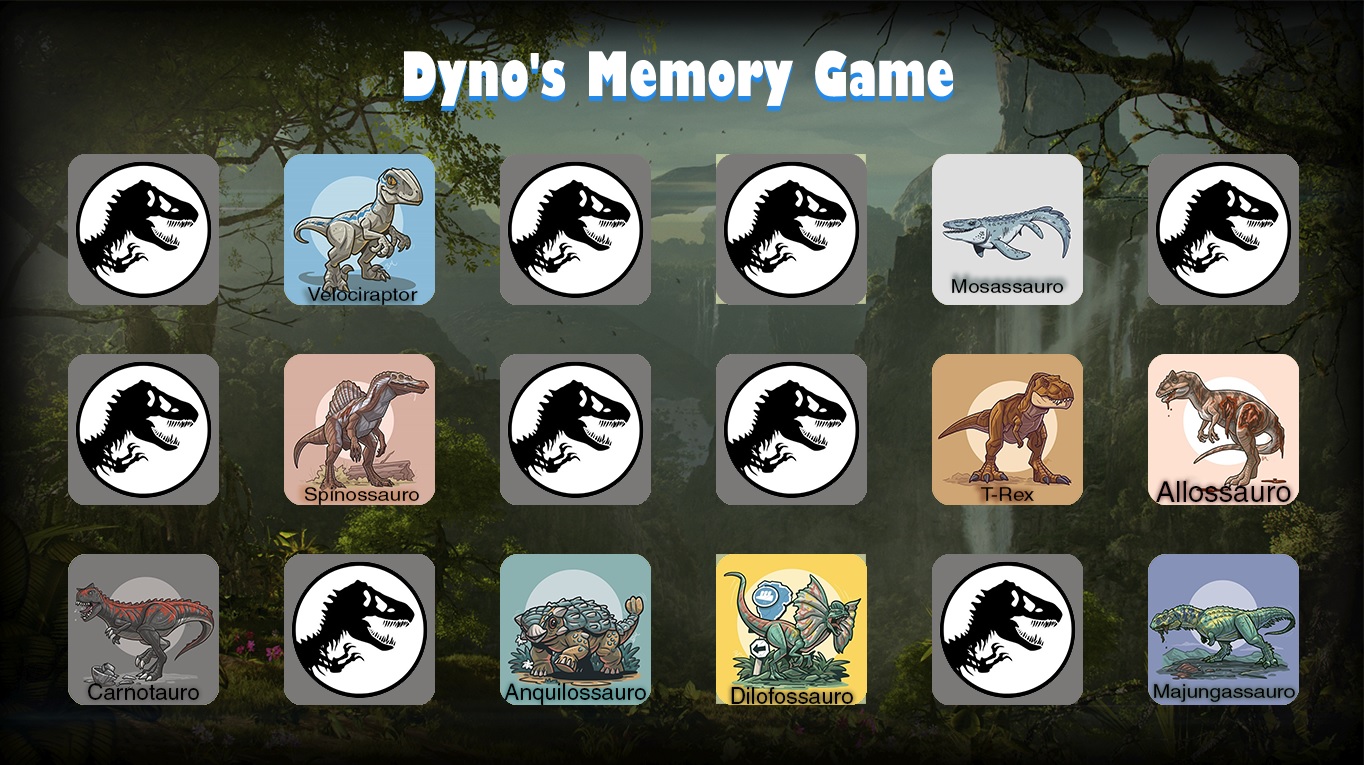 Dyno's Memory Game
Velociraptor
Mosassauro
Spinossauro
T-Rex
Allossauro
Carnotauro
Anquilossauro
Dilofossauro
Majungassauro